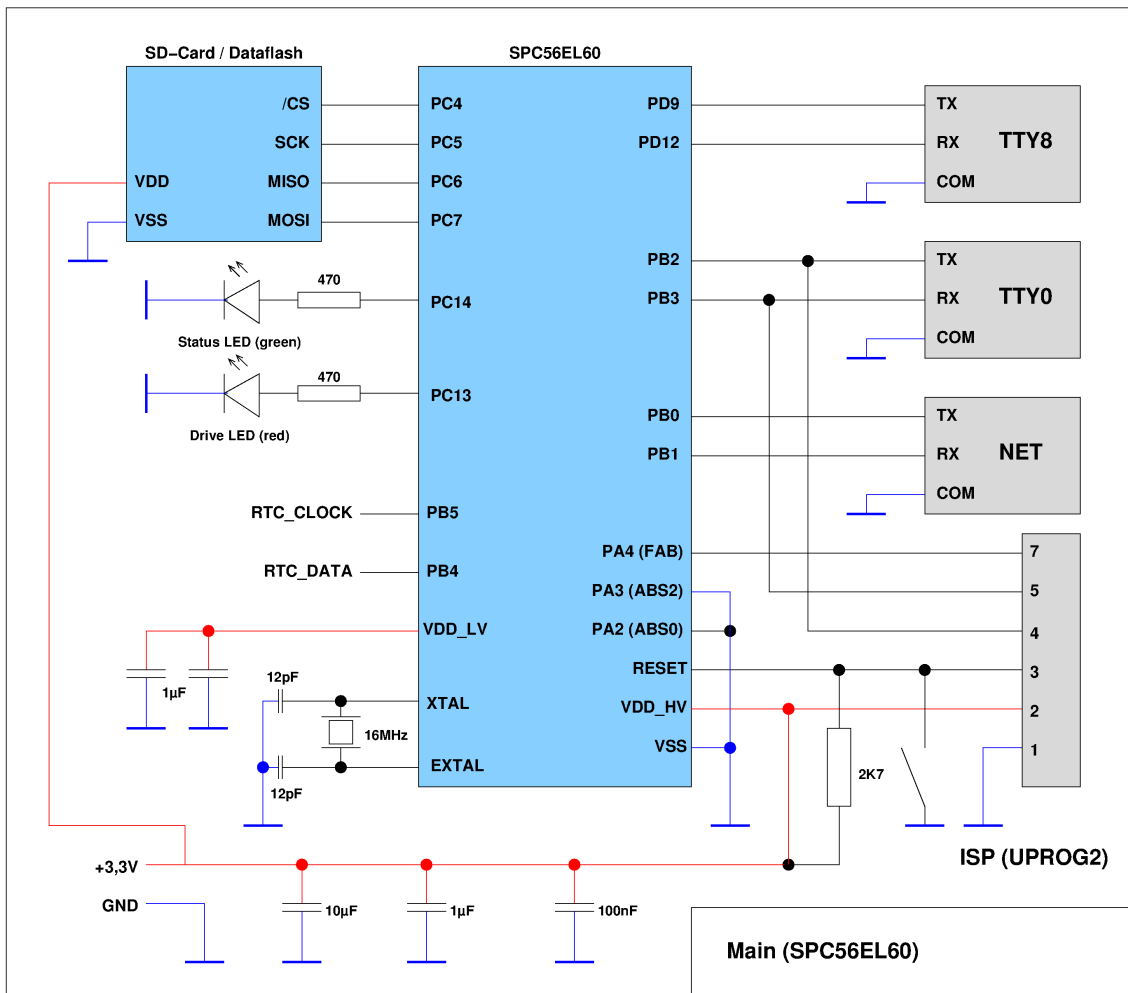 SD-Card / Dataflash
SPC56EL60
/CS
SCK
VDD
MISO
VSS
MOSI
PC4
PC5
PC6
PC7
PD9
PD12
TX
RX
TTY8
COM
470
Status LED (green)
PC14
PB2
PB3
TX
RX
TTY0
COM
470
Drive LED (red)
PC13
PB0
PB1
TX
RX
NET
COM
RTC_CLOCK
PB5
RTC_DATA
PB4
PA4 (FAB)
PA3 (ABS2)
PA2 (ABS0)
RESET
VDD_HV
VSS
7
5
4
3
2
1
VDD_LV
1µF
12pF
XTAL
16MHz
EXTAL
12pF
2K7
ISP (UPROG2)
+3,3V
GND
10µF
1µF
100nF
Main (SPC56EL60)